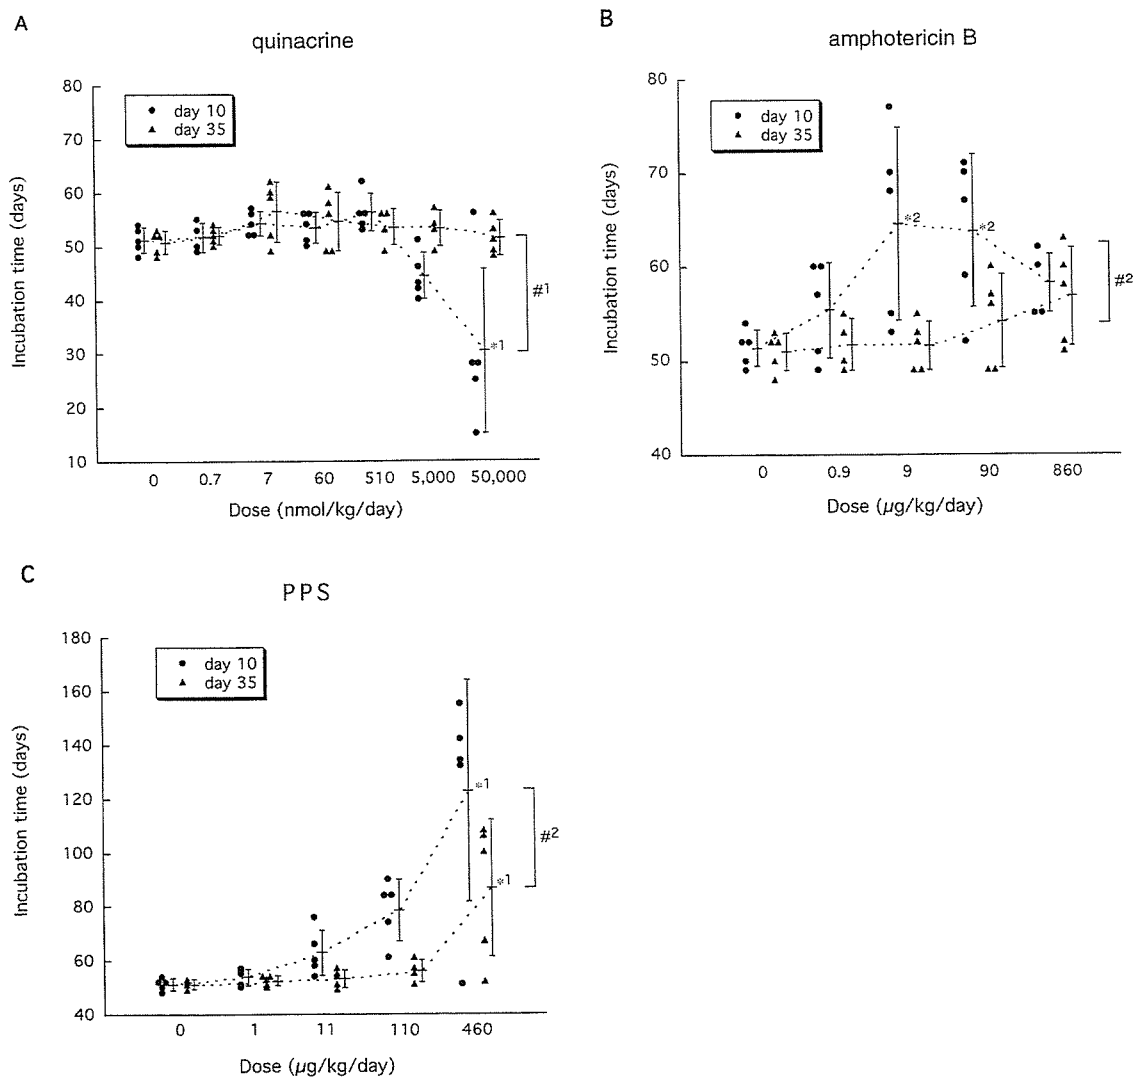 A
quinacrine
80
70
60
50
40
30
20
10
Incubation time (days)
day 10
day 35
*1
#1
0 0.7 7 60 510 5,000 50,000
Dose (nmol/kg/day)
B
amphotericin B
80
70
60
50
40
Incubation time (days)
day 10
day 35
*2
*2
#2
0 0.9 9 90 860
Dose (µg/kg/day)
C
PPS
180
160
140
120
100
80
60
40
Incubation time (days)
day 10
day 35
*1
*1
#2
0 1 11 110 460
Dose (µg/kg/day)